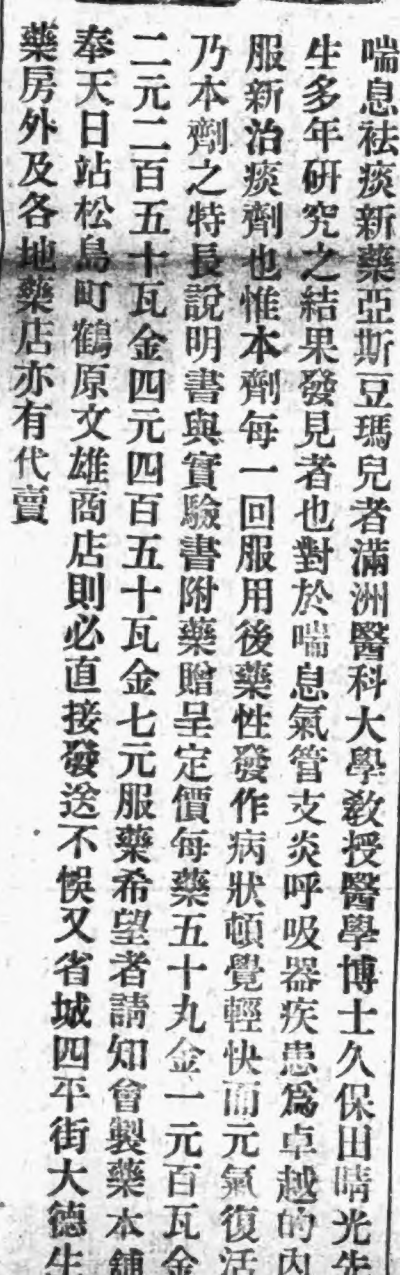 喘息袪痰新藥亞斯豆瑪兒者滿洲醫科大學敎授醫學博士久保田晴光先
生多年硏究之結果發見者也對於喘息氣管支炎呼吸器疾患爲卓越的內
服新治痰劑也惟本劑每一回服用後藥性發作病狀頓覺輕快而元氣復活
乃本劑之特長說明書與實驗書附藥贈呈定價每藥五十丸金一元百瓦金
二元二百五十瓦金四元四百五十瓦金七元服藥希望者請知會製藥本舖
奉天日站松島町鶴原文雄商店則必直接發送不悞又省城四平街大德生
藥房外及各地藥店亦有代賣